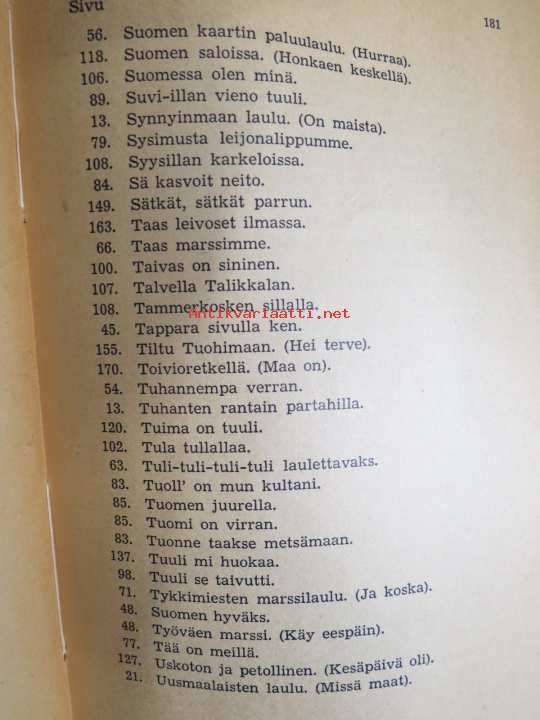 Sivu
181
56. Suomen kaartin paluulaulu. (Hurraa).
118. Suomen saloissa. (Honkaen keskellä).
106. Suomessa olen minä.
89. Suvi-illan vieno tuuli.
13. Synnyinmaan laulu. (On maista).
79. Sysimusta leijonalippumme.
108. Syysillan karkeloissa.
84. Sä kasvoit neito.
149. Sätkät, sätkät parrun.
163. Taas leivoset ilmassa.
66. Taas marssimme.
100. Taivas on sininen.
107. Talvella Talikkalan.
108. Tammerkosken sillalla.
Antikvariaatti.net
45. Tappara sivulla ken.
155. Tiltu Tuohimaan. (Hei terve).
170. Toivioretkellä. (Maa on).
54. Tuhannempa verran.
13. Tuhanten rantain partahilla.
120. Tuima on tuuli.
102. Tula tullallaa.
63. Tuli-tuli-tuli-tuli laulettavaks.
83. Tuoll' on mun kultani.
85. Tuomen juurella.
85. Tuomi on virran.
83. Tuonne taakse metsämaan.
137. Tuuli mi huokaa.
98. Tuuli se taivutti.
71. Tykkimiesten marssilaulu. (Ja koska).
48. Suomen hyväks.
48. Työväen marssi. (Käy eespäin).
77. Tää on meillä.
127. Uskoton ja petollinen. (Kesäpäivä oli).
21. Uusmaalaisten laulu. (Missä maat).